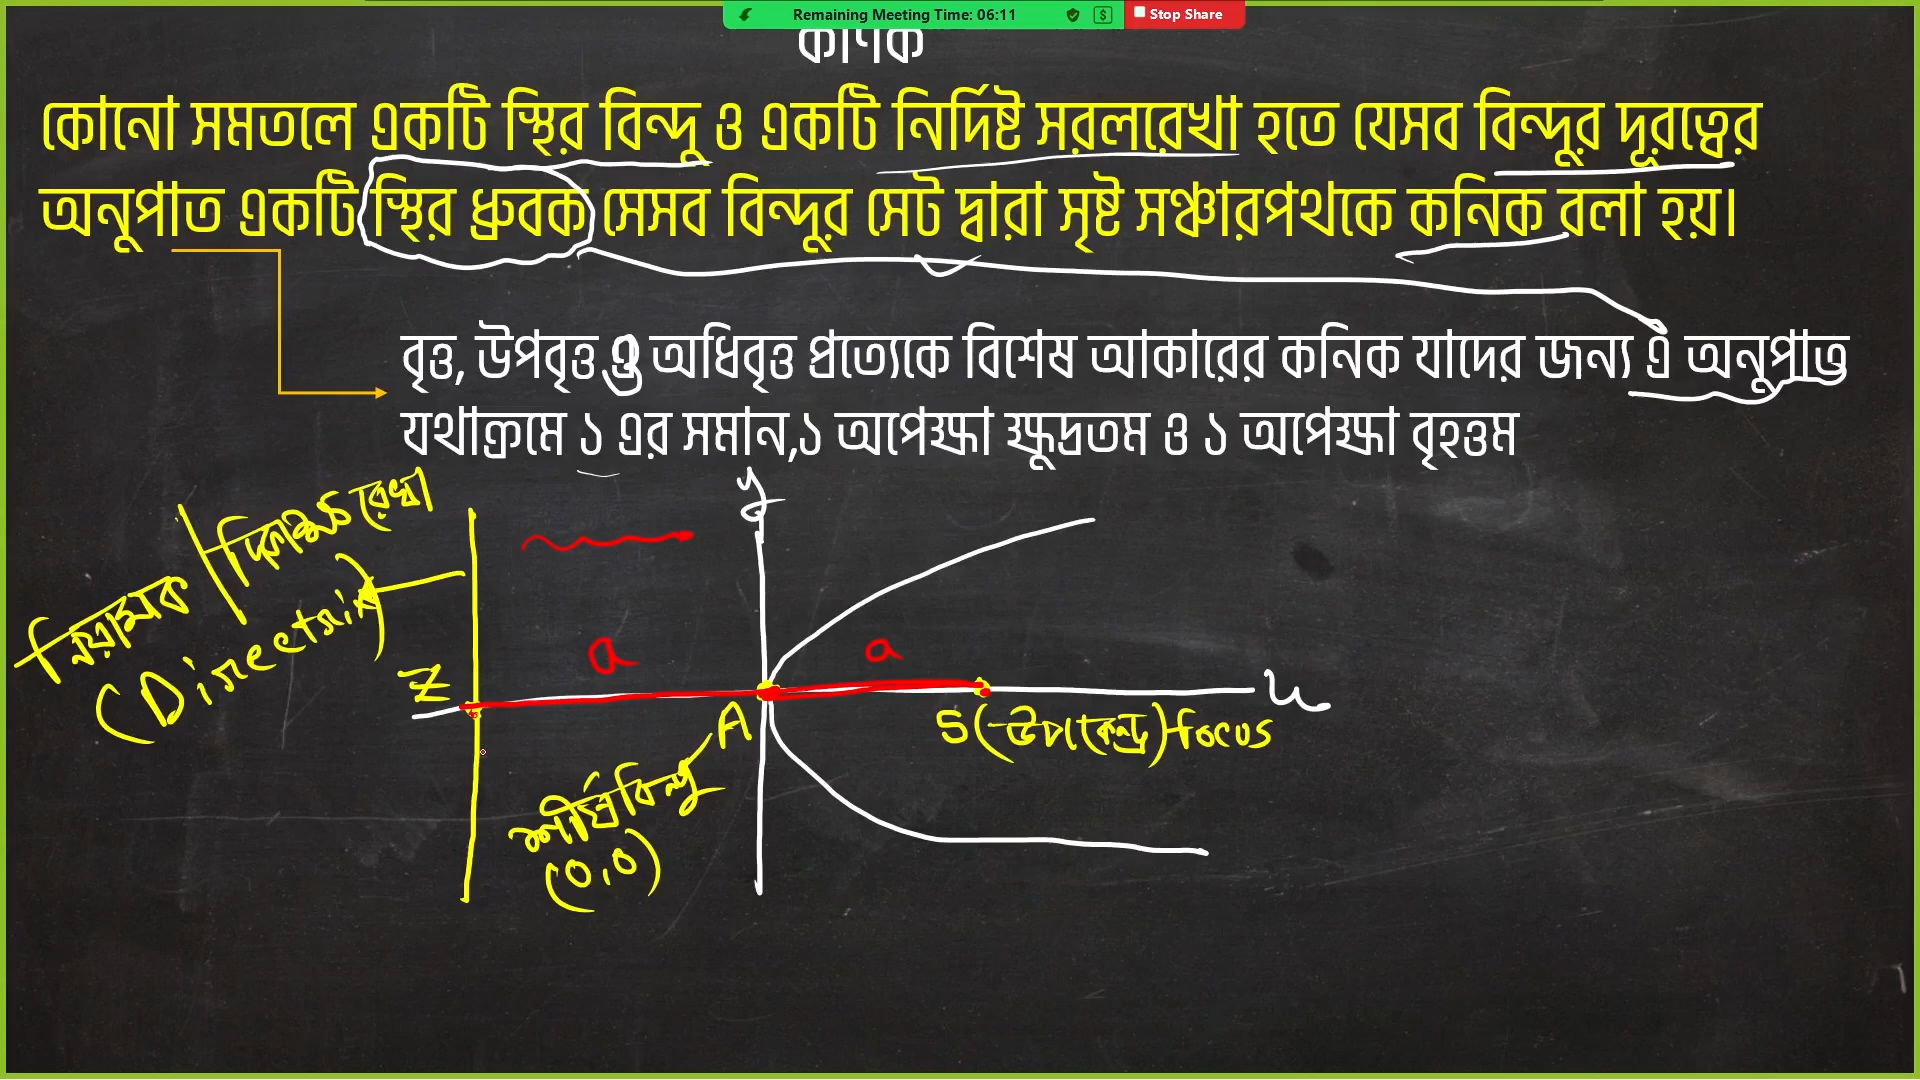 Remaining Meeting Time: 06:11
$
Stop Share
কণিক
কোনো সমতলে একটি স্থির বিন্দু ও একটি নির্দিষ্ট সরলরেখা হতে যেসব বিন্দুর দূরত্বের
অনুপাত একটি স্থির ধ্রুবক সেসব বিন্দুর সেট দ্বারা সৃষ্ট সঞ্চারপথকে কনিক বলা হয়।
বৃত্ত, উপবৃত্ত ও অধিবৃত্ত প্রত্যেকে বিশেষ আকারের কনিক যাদের জন্য এ অনুপাত
যথাক্রমে ১ এর সমান,১ অপেক্ষা ক্ষুদ্রতম ও ১ অপেক্ষা বৃহত্তম
নিয়ামক | দিকাক্ষ রেখা
(Directrix)
y
a
a
Z
A
x
S(উপকেন্দ্র) focus
শীর্ষবিন্দু
(0,0)